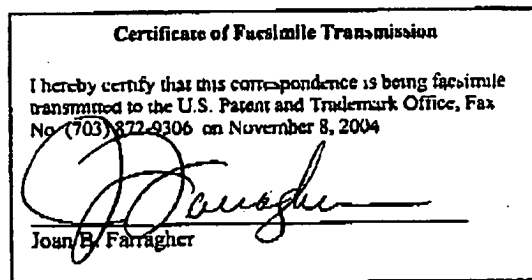 Certificate of Facsimile Transmission
I hereby certify that this correspondence is being facsimile
transmitted to the U.S. Patent and Trademark Office, Fax
No. (703) 872-9306 on November 8, 2004
J Farragher
Joan B. Farragher